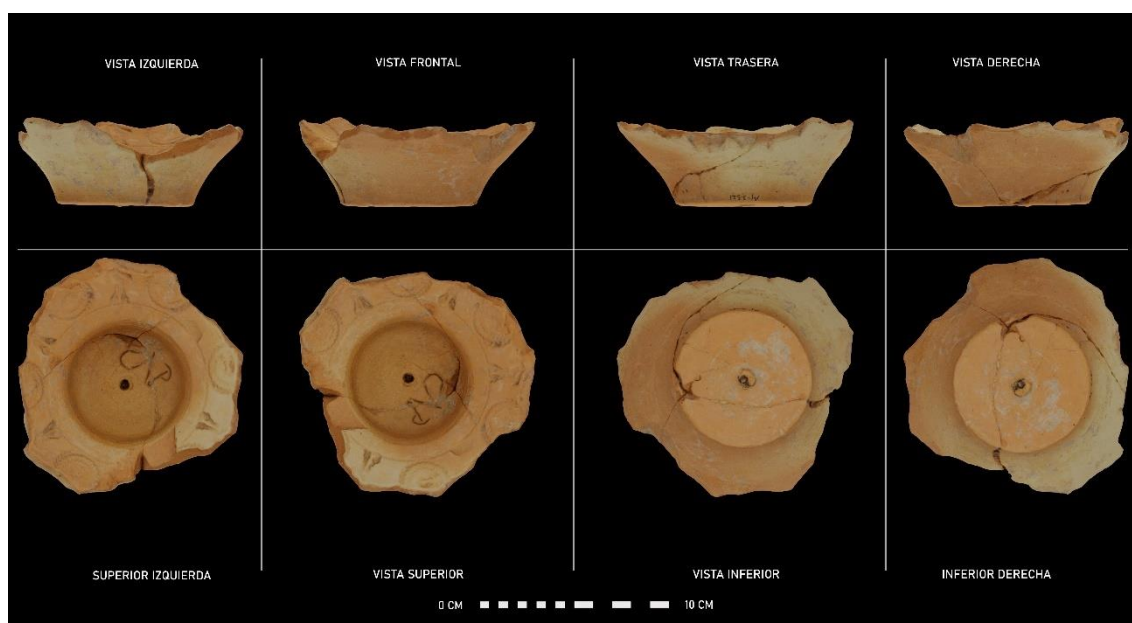 VISTA IZQUIERDA
VISTA FRONTAL
VISTA TRASERA
VISTA DERECHA
SUPERIOR IZQUIERDA
VISTA SUPERIOR
VISTA INFERIOR
INFERIOR DERECHA
0 CM
10 CM